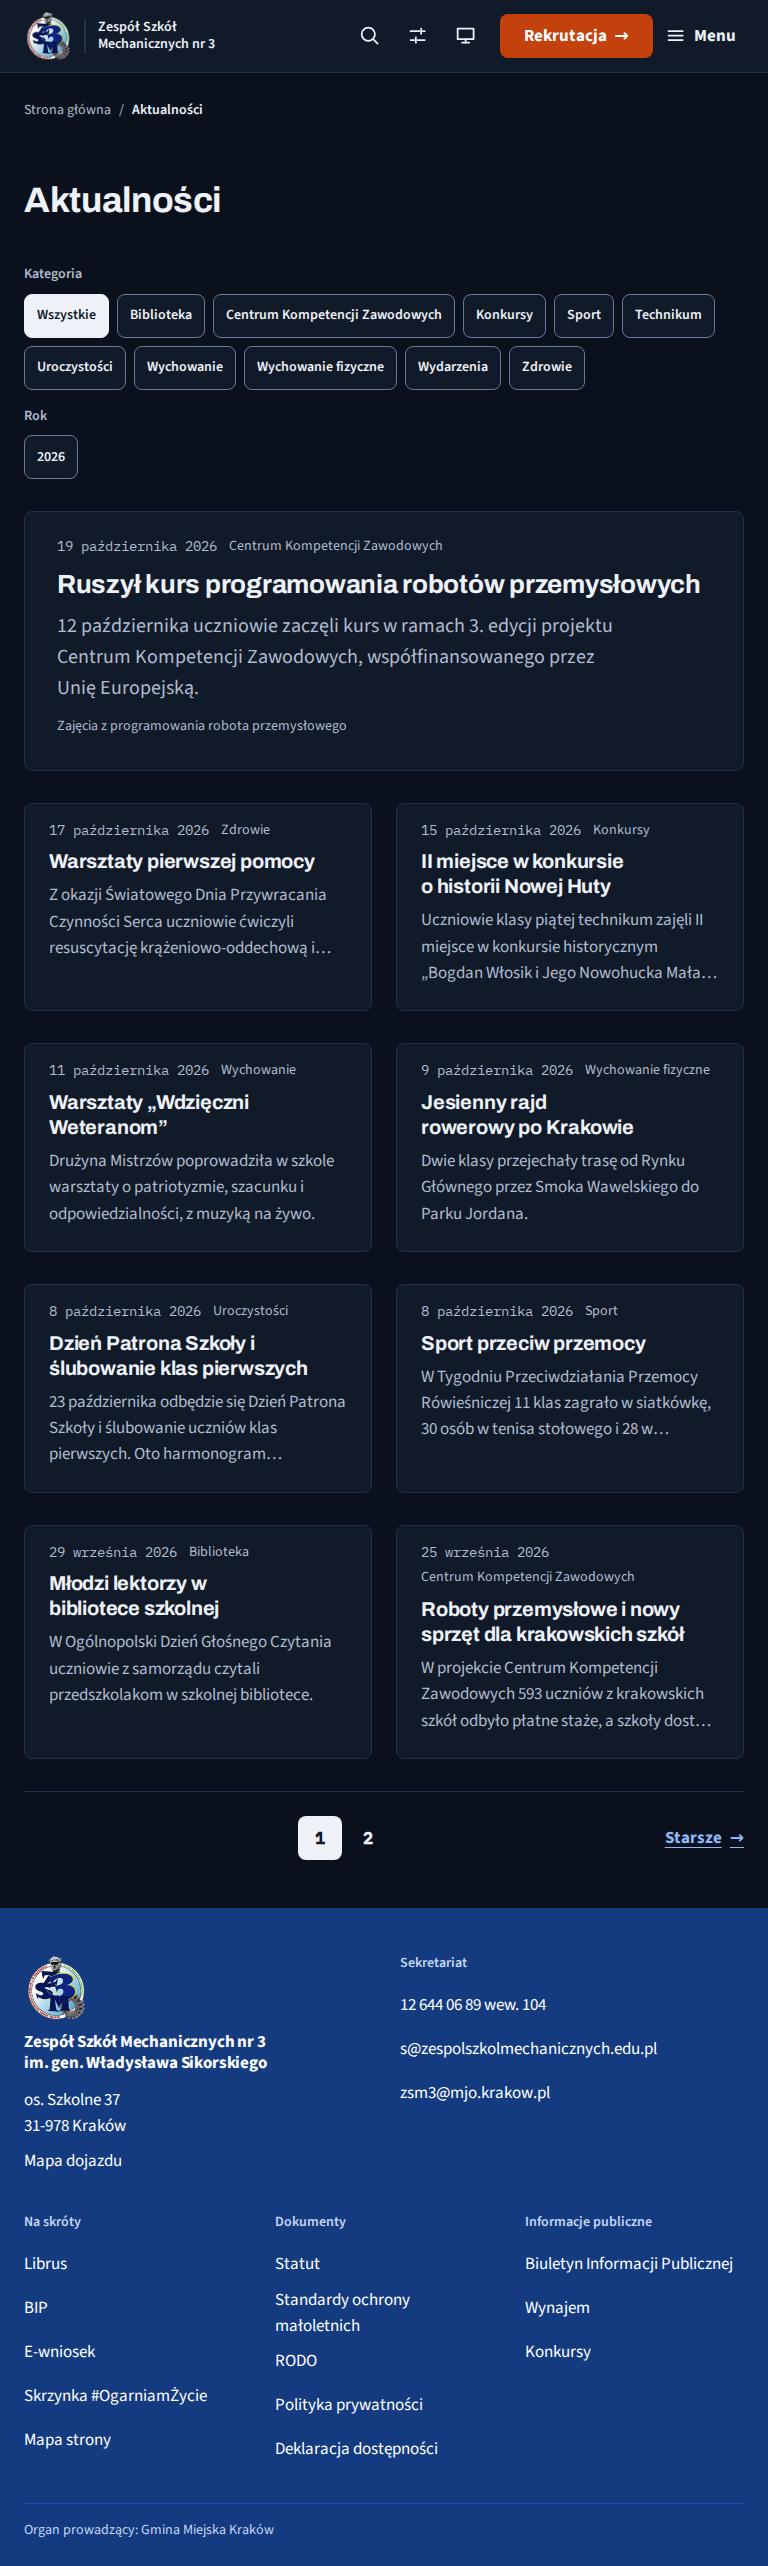 Zespół Szkół
Mechanicznych nr 3
Rekrutacja →
Menu
Strona główna / Aktualności
Aktualności
Kategoria
Wszystkie
Biblioteka
Centrum Kompetencji Zawodowych
Konkursy
Sport
Technikum
Uroczystości
Wychowanie
Wychowanie fizyczne
Wydarzenia
Zdrowie
Rok
2026
19 października 2026 Centrum Kompetencji Zawodowych
Ruszył kurs programowania robotów przemysłowych
12 października uczniowie zaczęli kurs w ramach 3. edycji projektu
Centrum Kompetencji Zawodowych, współfinansowanego przez
Unię Europejską.
Zajęcia z programowania robota przemysłowego
17 października 2026 Zdrowie
Warsztaty pierwszej pomocy
Z okazji Światowego Dnia Przywracania
Czynności Serca uczniowie ćwiczyli
resuscytację krążeniowo-oddechową i…
15 października 2026 Konkursy
II miejsce w konkursie
o historii Nowej Huty
Uczniowie klasy piątej technikum zajęli II
miejsce w konkursie historycznym
„Bogdan Włosik i Jego Nowohucka Mała…
11 października 2026 Wychowanie
Warsztaty „Wdzięczni
Weteranom”
Drużyna Mistrzów poprowadziła w szkole
warsztaty o patriotyzmie, szacunku i
odpowiedzialności, z muzyką na żywo.
9 października 2026 Wychowanie fizyczne
Jesienny rajd
rowerowy po Krakowie
Dwie klasy przejechały trasę od Rynku
Głównego przez Smoka Wawelskiego do
Parku Jordana.
8 października 2026 Uroczystości
Dzień Patrona Szkoły i
ślubowanie klas pierwszych
23 października odbędzie się Dzień Patrona
Szkoły i ślubowanie uczniów klas
pierwszych. Oto harmonogram…
8 października 2026 Sport
Sport przeciw przemocy
W Tygodniu Przeciwdziałania Przemocy
Rówieśniczej 11 klas zagrało w siatkówkę,
30 osób w tenisa stołowego i 28 w…
29 września 2026 Biblioteka
Młodzi lektorzy w
bibliotece szkolnej
W Ogólnopolski Dzień Głośnego Czytania
uczniowie z samorządu czytali
przedszkolakom w szkolnej bibliotece.
25 września 2026
Centrum Kompetencji Zawodowych
Roboty przemysłowe i nowy
sprzęt dla krakowskich szkół
W projekcie Centrum Kompetencji
Zawodowych 593 uczniów z krakowskich
szkół odbyło płatne staże, a szkoły dost…
1
2
Starsze →
Zespół Szkół Mechanicznych nr 3
im. gen. Władysława Sikorskiego
os. Szkolne 37
31-978 Kraków
Mapa dojazdu
Sekretariat
12 644 06 89 wew. 104
s@zespolszkolmechanicznych.edu.pl
zsm3@mjo.krakow.pl
Na skróty
Librus
BIP
E-wniosek
Skrzynka #OgarniamŻycie
Mapa strony
Dokumenty
Statut
Standardy ochrony
małoletnich
RODO
Polityka prywatności
Deklaracja dostępności
Informacje publiczne
Biuletyn Informacji Publicznej
Wynajem
Konkursy
Organ prowadzący: Gmina Miejska Kraków